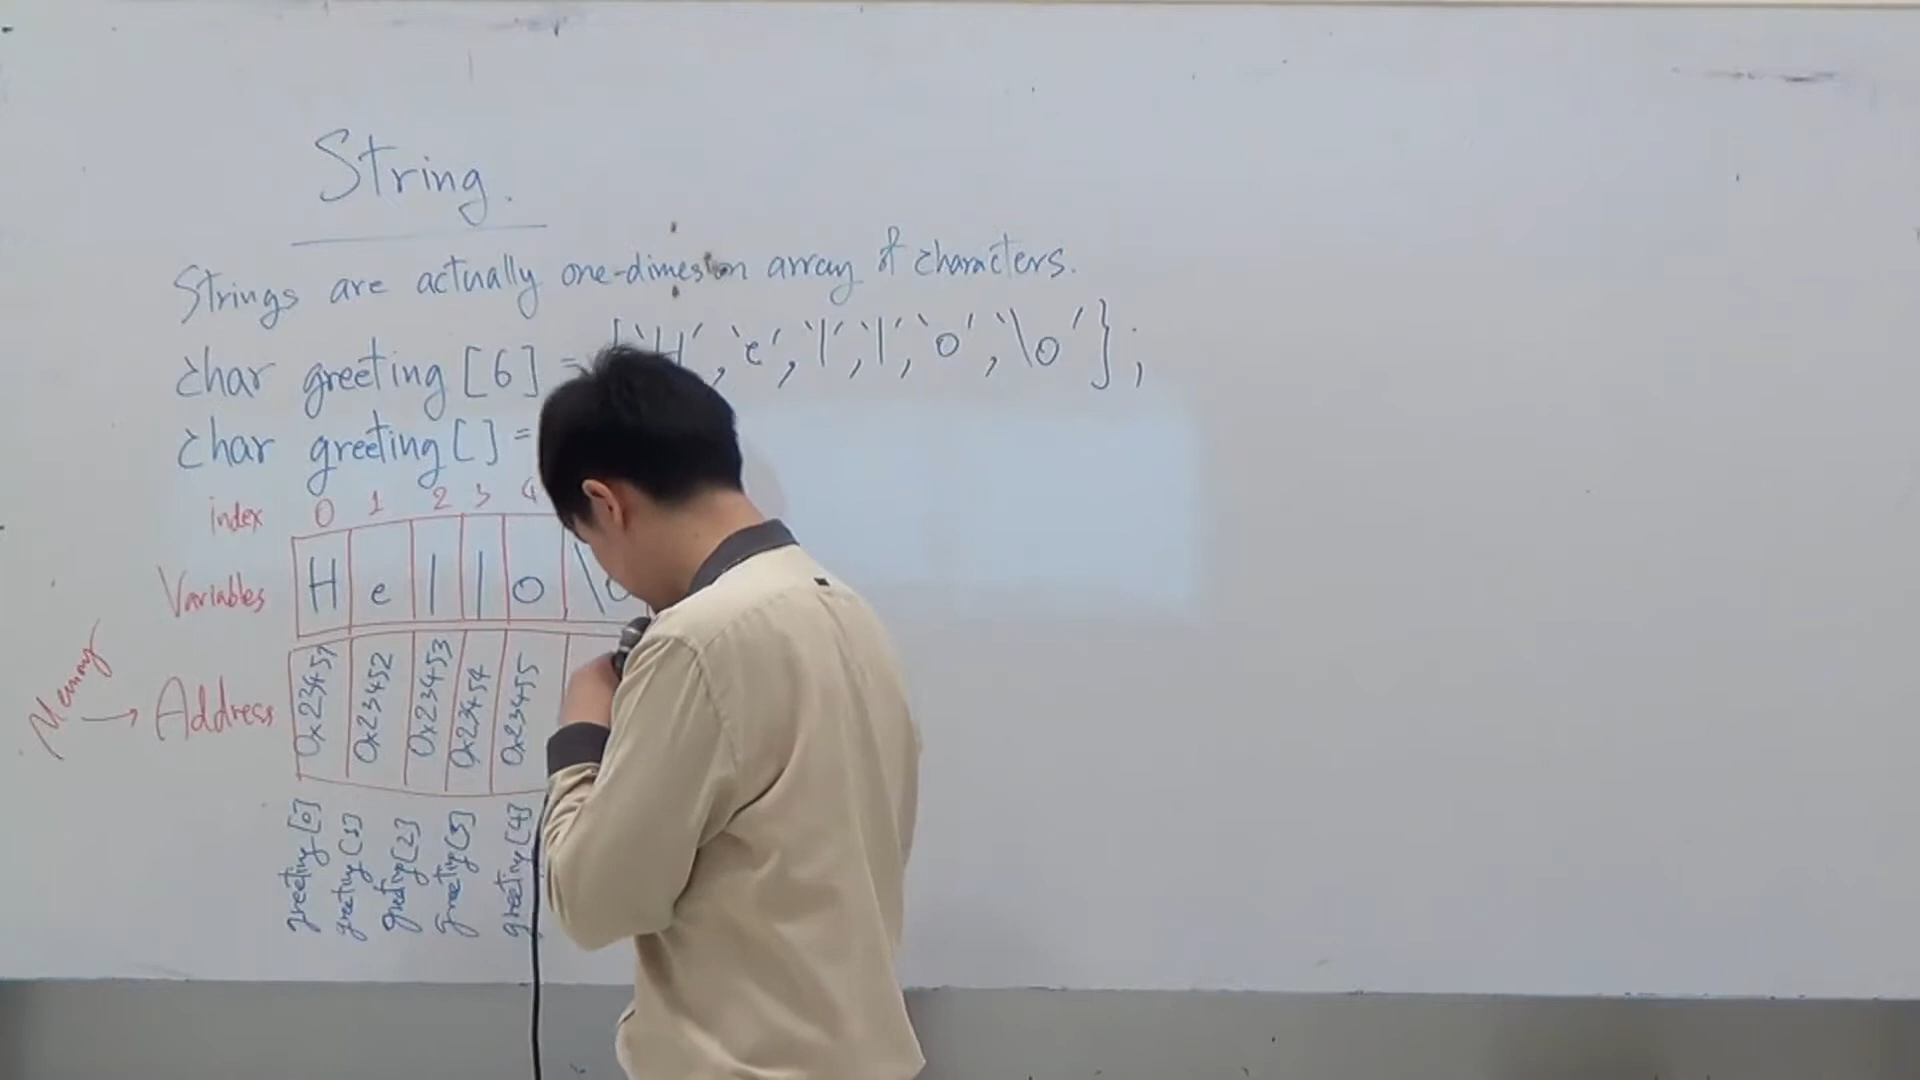 String.
Strings are actually one-dimesion array of characters.
char greeting [6] = {'H', 'e', 'l', 'l', 'o', '\0'};
char greeting [] =
index 0 1 2 3 4
Variables H e l l o \0
Memory → Address 0x23451 0x23452 0x23453 0x23454 0x23455
greeting [0] greeting [1] greeting [2] greeting [3] greeting [4]